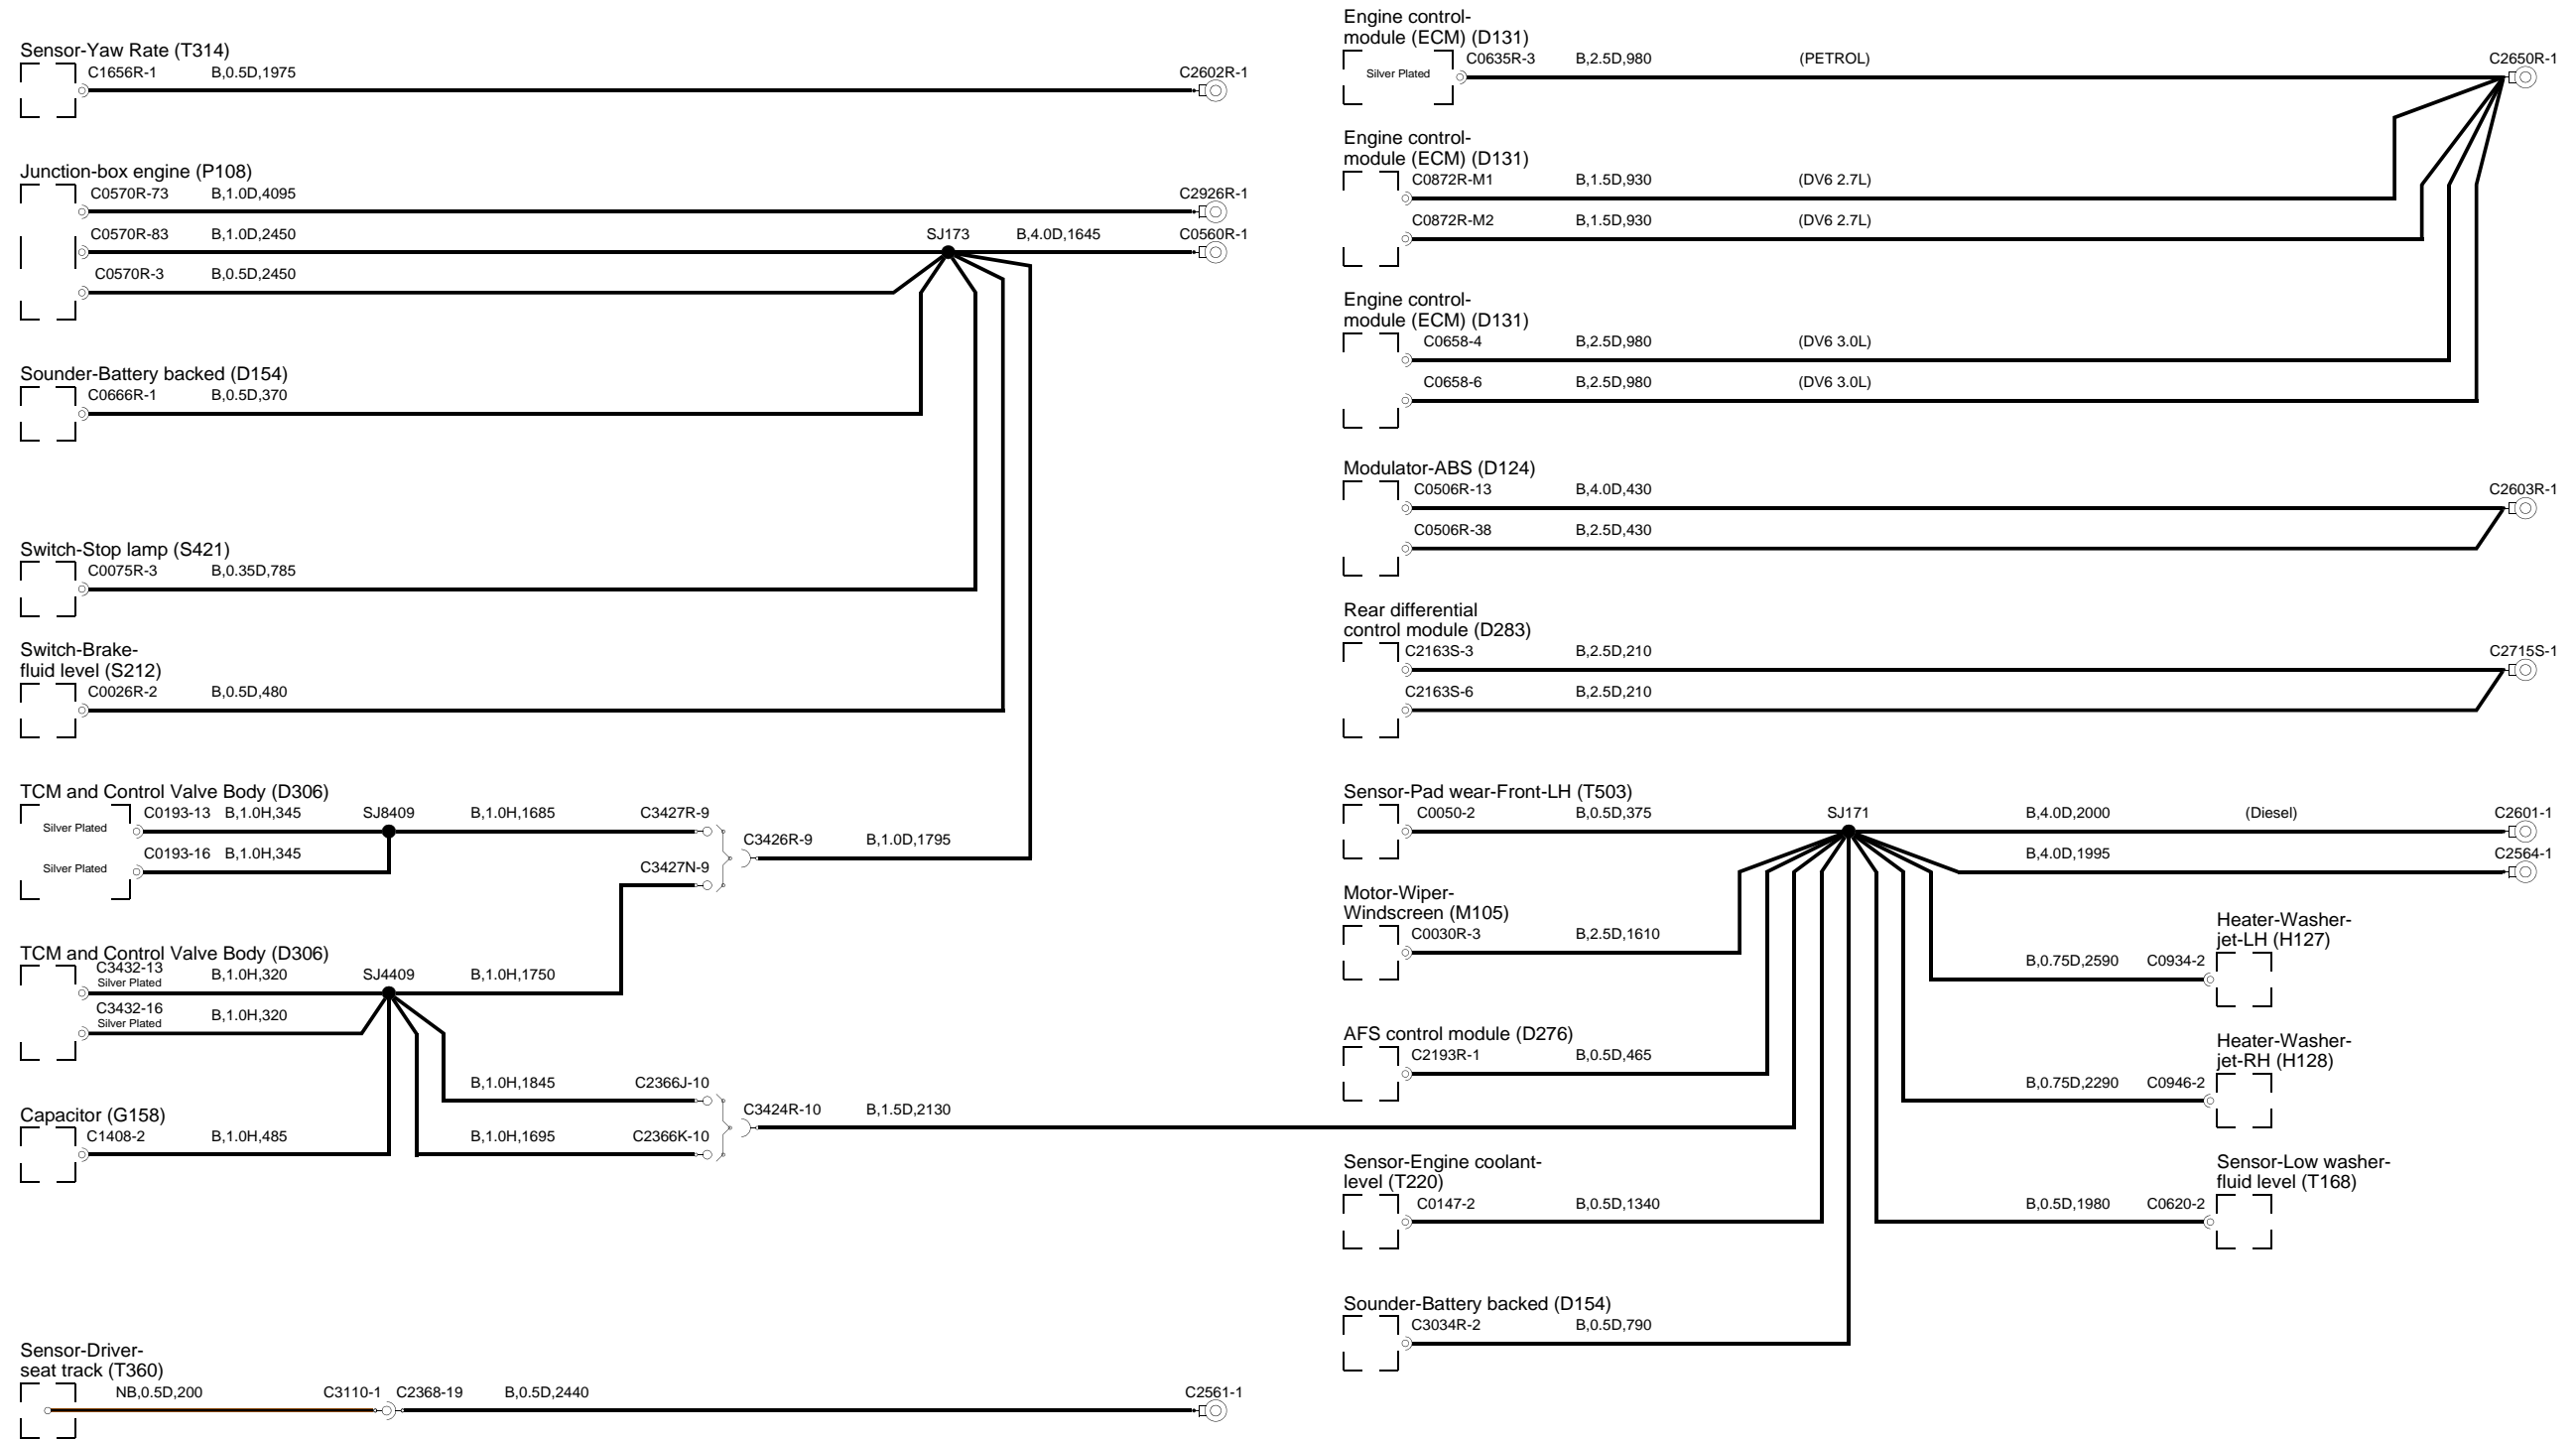 Sensor-Yaw Rate (T314)
C1656R-1 B,0.5D,1975 C2602R-1
Junction-box engine (P108)
C0570R-73 B,1.0D,4095 C2926R-1
C0570R-83 B,1.0D,2450 SJ173 B,4.0D,1645 C0560R-1
C0570R-3 B,0.5D,2450
Sounder-Battery backed (D154)
C0666R-1 B,0.5D,370
Switch-Stop lamp (S421)
C0075R-3 B,0.35D,785
Switch-Brake-
fluid level (S212)
C0026R-2 B,0.5D,480
TCM and Control Valve Body (D306)
C0193-13 B,1.0H,345 SJ8409 B,1.0H,1685 C3427R-9
Silver Plated
C3426R-9 B,1.0D,1795
C0193-16 B,1.0H,345
Silver Plated
C3427N-9
TCM and Control Valve Body (D306)
C3432-13 B,1.0H,320 SJ4409 B,1.0H,1750
Silver Plated
C3432-16 B,1.0H,320
Silver Plated
B,1.0H,1845 C2366J-10
C3424R-10 B,1.5D,2130
Capacitor (G158)
C1408-2 B,1.0H,485 B,1.0H,1695 C2366K-10
Sensor-Driver-
seat track (T360)
NB,0.5D,200 C3110-1 C2368-19 B,0.5D,2440 C2561-1
Engine control-
module (ECM) (D131)
C0635R-3 B,2.5D,980 (PETROL) C2650R-1
Silver Plated
Engine control-
module (ECM) (D131)
C0872R-M1 B,1.5D,930 (DV6 2.7L)
C0872R-M2 B,1.5D,930 (DV6 2.7L)
Engine control-
module (ECM) (D131)
C0658-4 B,2.5D,980 (DV6 3.0L)
C0658-6 B,2.5D,980 (DV6 3.0L)
Modulator-ABS (D124)
C0506R-13 B,4.0D,430 C2603R-1
C0506R-38 B,2.5D,430
Rear differential
control module (D283)
C2163S-3 B,2.5D,210 C2715S-1
C2163S-6 B,2.5D,210
Sensor-Pad wear-Front-LH (T503)
C0050-2 B,0.5D,375 SJ171 B,4.0D,2000 (Diesel) C2601-1
B,4.0D,1995 C2564-1
Motor-Wiper-
Windscreen (M105)
C0030R-3 B,2.5D,1610
Heater-Washer-
jet-LH (H127)
B,0.75D,2590 C0934-2
AFS control module (D276)
C2193R-1 B,0.5D,465
Heater-Washer-
jet-RH (H128)
B,0.75D,2290 C0946-2
Sensor-Engine coolant-
level (T220)
C0147-2 B,0.5D,1340
Sensor-Low washer-
fluid level (T168)
B,0.5D,1980 C0620-2
Sounder-Battery backed (D154)
C3034R-2 B,0.5D,790